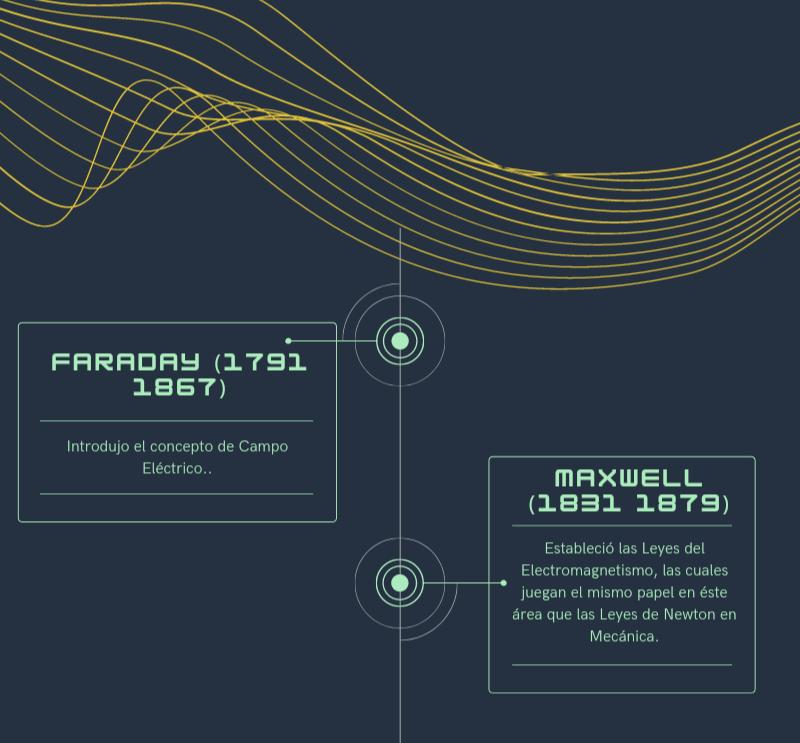 FARADAY (1791
1867)
Introdujo el concepto de Campo
Eléctrico..
MAXWELL
(1831 1879)
Estableció las Leyes del
Electromagnetismo, las cuales
juegan el mismo papel en éste
área que las Leyes de Newton en
Mecánica.